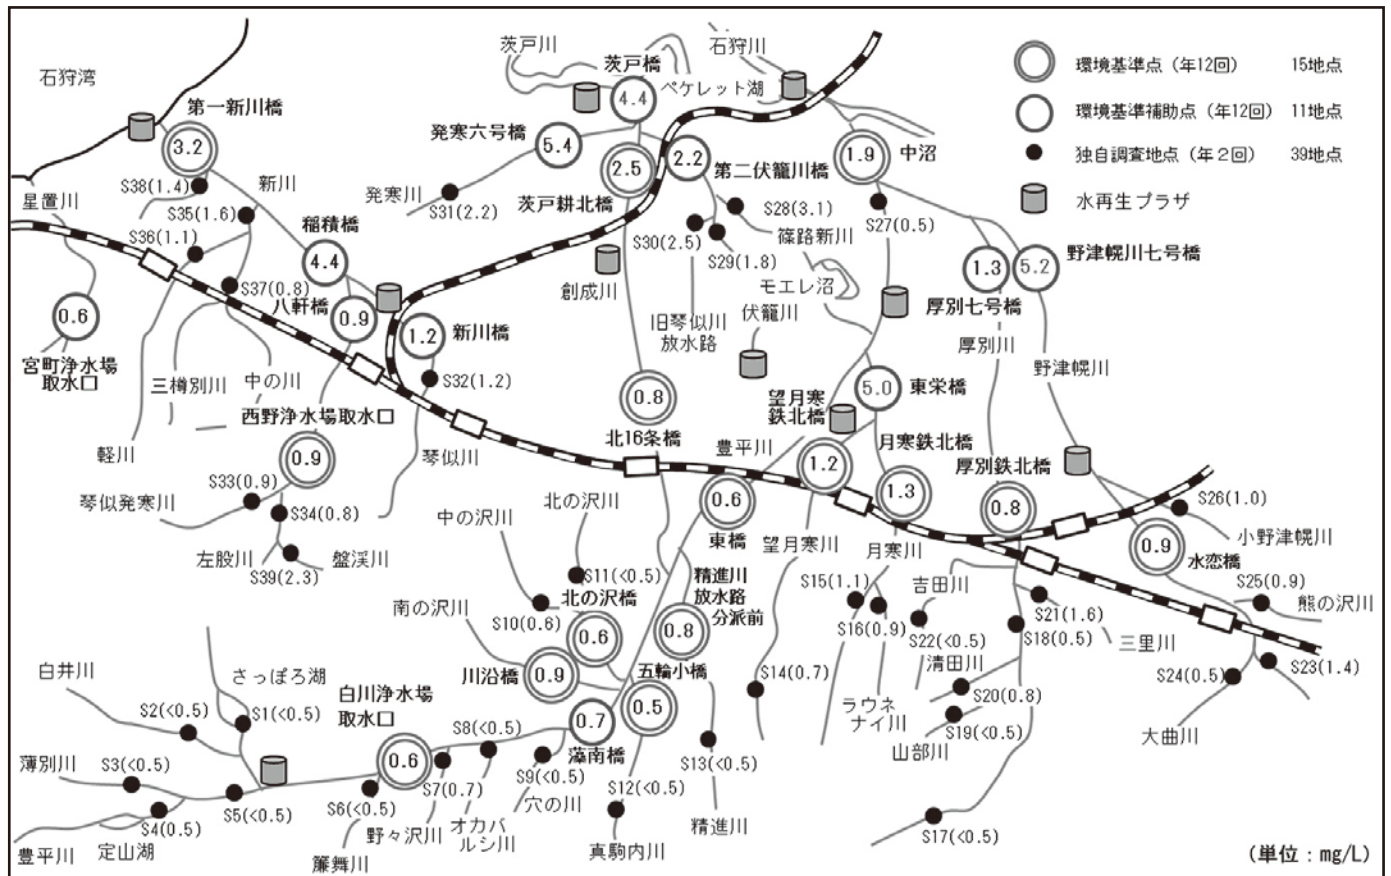 茨戸川
石狩川
茨戸橋
環境基準点（年12回） 15地点
石狩湾
ペケレット湖
4.4
第一新川橋
環境基準補助点（年12回） 11地点
発寒六号橋
5.4
3.2
2.2
1.9
中沼
独自調査地点（年２回） 39地点
2.5
第二伏籠川橋
S38(1.4)
新川
星置川
発寒川
S31(2.2)
茨戸耕北橋
水再生プラザ
S35(1.6)
稲積橋
S28(3.1)
S27(0.5)
S36(1.1)
S30(2.5)
篠路新川
S29(1.8)
野津幌川七号橋
4.4
1.3
5.2
S37(0.8)
創成川
モエレ沼
八軒橋
厚別七号橋
0.6
0.9
1.2
新川橋
旧琴似川
放水路
伏籠川
厚別川
宮町浄水場
取水口
三樽別川
中の川
S32(1.2)
野津幌川
0.8
5.0
東栄橋
望月寒
鉄北橋
西野浄水場取水口
北16条橋
月寒鉄北橋
軽川
琴似川
豊平川
厚別鉄北橋
0.9
1.2
S33(0.9)
琴似発寒川
北の沢川
0.6
1.3
0.8
S26(1.0)
S34(0.8)
中の沢川
東橋
望月寒川
月寒川
小野津幌川
0.9
水恋橋
左股川
盤渓川
S39(2.3)
S11(<0.5)
精進川
放水路
分派前
S15(1.1)
吉田川
S25(0.9)
北の沢橋
南の沢川
S10(0.6)
S21(1.6)
熊の沢川
S16(0.9)
S22(<0.5)
S18(0.5)
三里川
0.6
0.8
白井川
さっぽろ湖
川沿橋
0.9
五輪小橋
S14(0.7)
清田川
S24(0.5)
S23(1.4)
白川浄水場
取水口
S2(<0.5)
S1(<0.5)
S8(<0.5)
0.7
0.5
ラウネ
ナイ川
S20(0.8)
S19(<0.5)
山部川
大曲川
薄別川
S3(<0.5)
0.6
藻南橋
S9(<0.5)
S13(<0.5)
S7(0.7)
穴の川
S12(<0.5)
S6(<0.5)
S5(<0.5)
S4(0.5)
野々沢川
オカバ
ルシ川
精進川
S17(<0.5)
豊平川
定山湖
簾舞川
真駒内川
（単位：mg/L）